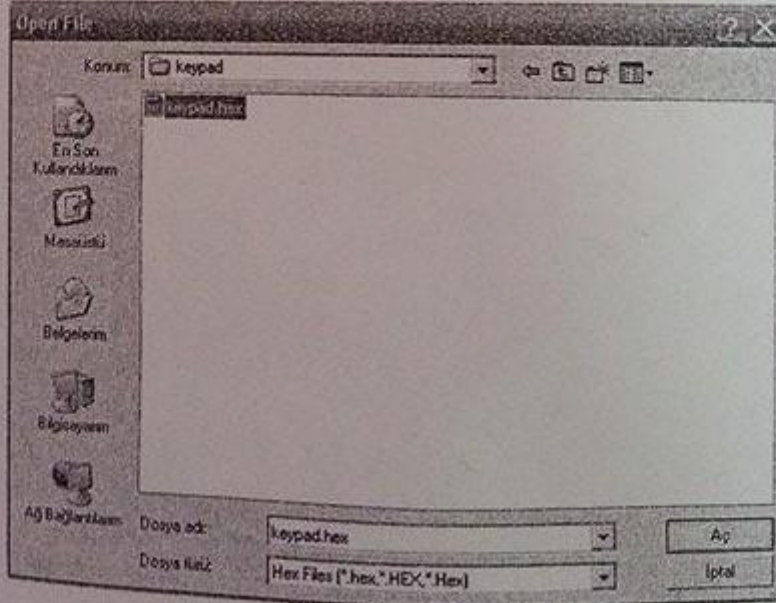 Open File
Konum: keypad
keypad.hex
En Son
Kullandıklarım
Masaüstü
Belgelerim
Bilgisayarım
Ağ Bağlantılarım
Dosya adı: keypad.hex
Aç
Dosya türü: Hex Files (*.hex,*.HEX,*.Hex)
İptal